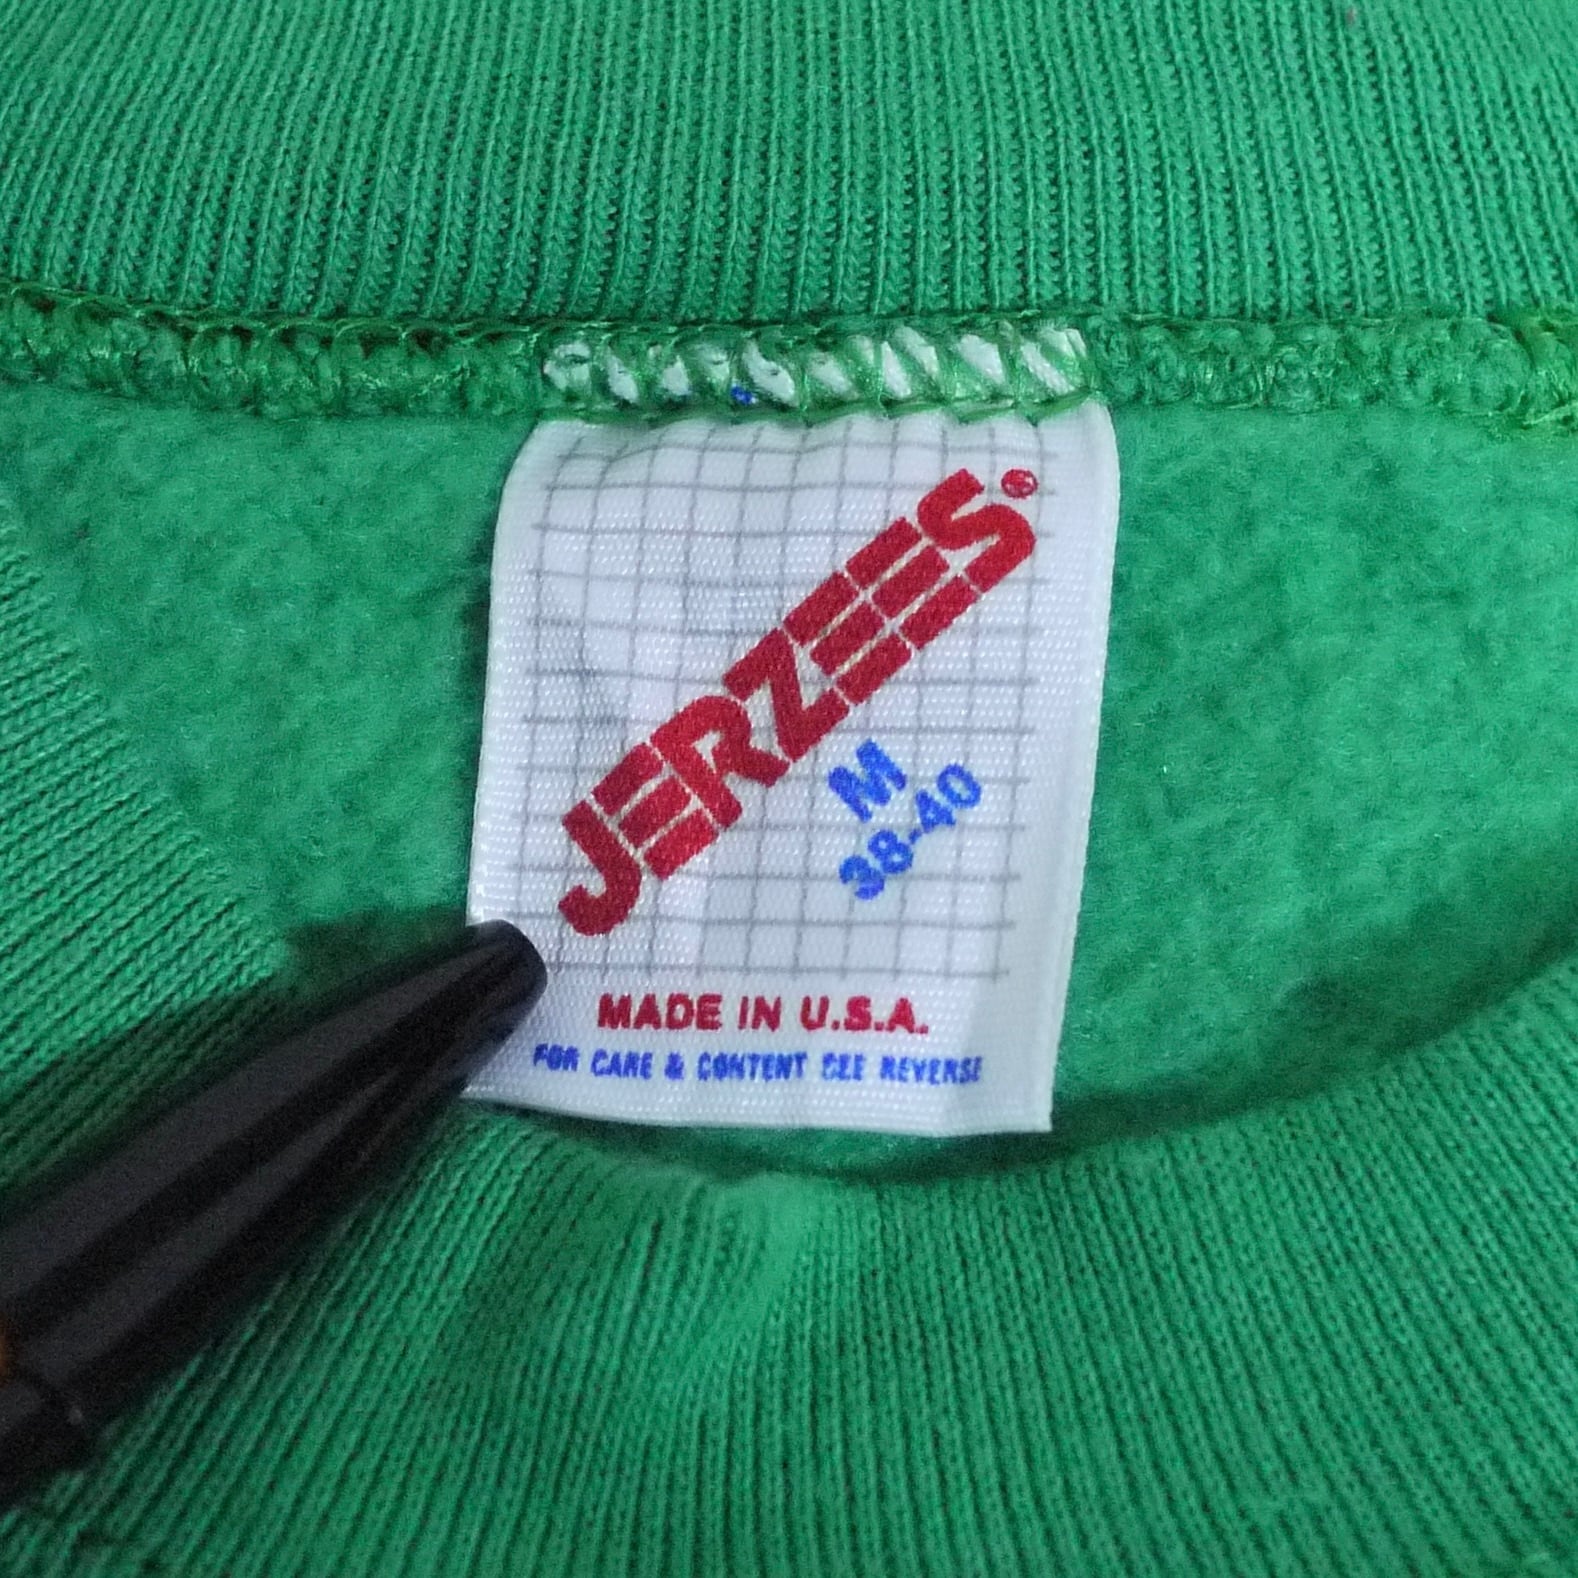 JERZEES®
M
38-40
MADE IN U.S.A.
FOR CARE & CONTENT SEE REVERSE